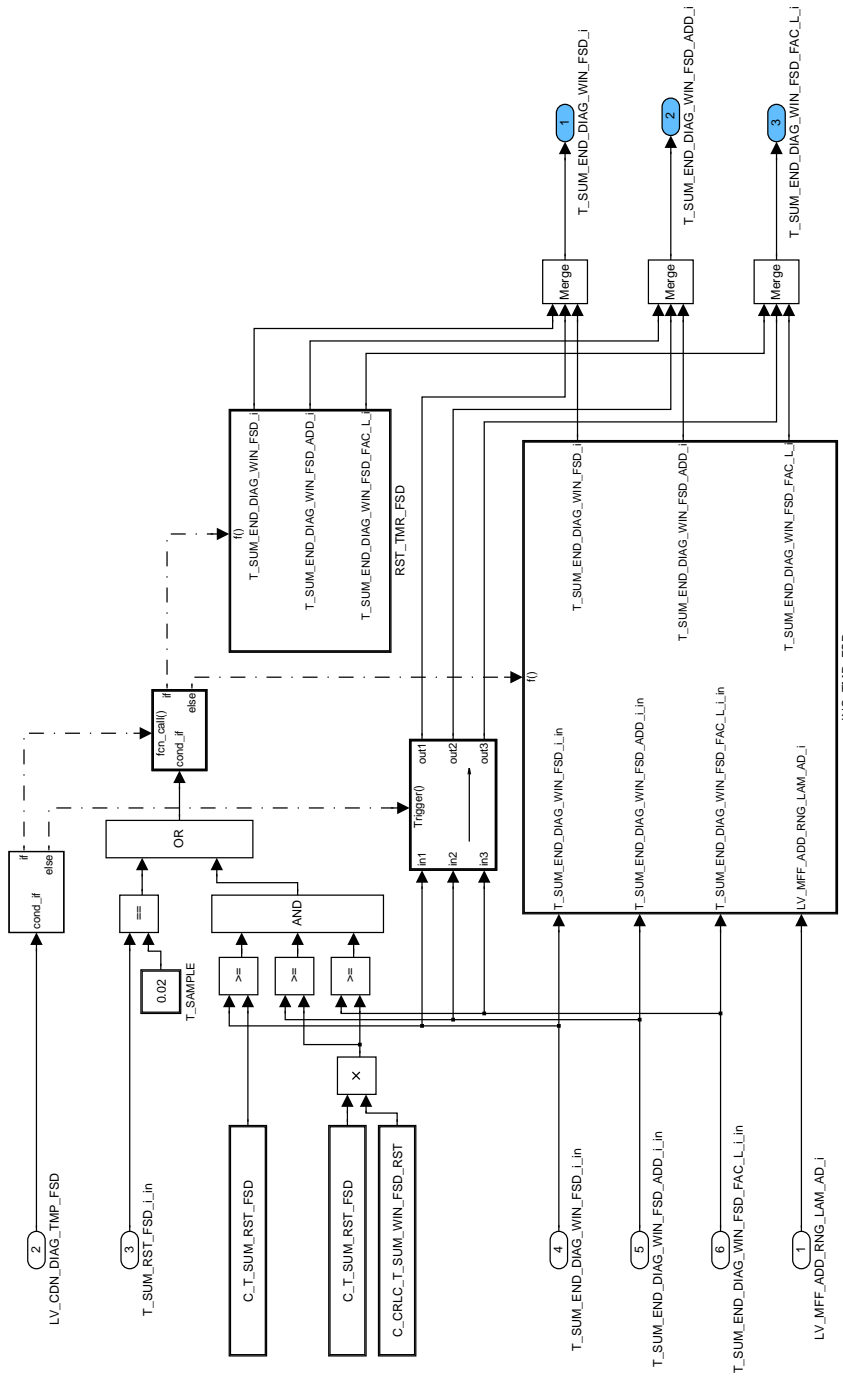 2
LV_CDN_DIAG_TMP_FSD
3
T_SUM_RST_FSD_i_in
C_T_SUM_RST_FSD
C_T_SUM_RST_FSD
C_CRLC_T_SUM_WIN_FSD_RST
4
T_SUM_END_DIAG_WIN_FSD_i_in
5
T_SUM_END_DIAG_WIN_FSD_ADD_i_in
6
T_SUM_END_DIAG_WIN_FSD_FAC_L_i_in
1
LV_MFF_ADD_RNG_LAM_AD_i
cond_if
if
else
==
0.02
T_SAMPLE
>=
>=
>=
×
AND
OR
fcn_call()
cond_if
if
else
Trigger()
in1
in2
in3
out1
out2
out3
f()
T_SUM_END_DIAG_WIN_FSD_i
T_SUM_END_DIAG_WIN_FSD_ADD_i
T_SUM_END_DIAG_WIN_FSD_FAC_L_i
RST_TMR_FSD
f()
T_SUM_END_DIAG_WIN_FSD_i_in
T_SUM_END_DIAG_WIN_FSD_ADD_i_in
T_SUM_END_DIAG_WIN_FSD_FAC_L_i_in
LV_MFF_ADD_RNG_LAM_AD_i
T_SUM_END_DIAG_WIN_FSD_i
T_SUM_END_DIAG_WIN_FSD_ADD_i
T_SUM_END_DIAG_WIN_FSD_FAC_L_i
Merge
Merge
Merge
1
T_SUM_END_DIAG_WIN_FSD_i
2
T_SUM_END_DIAG_WIN_FSD_ADD_i
3
T_SUM_END_DIAG_WIN_FSD_FAC_L_i